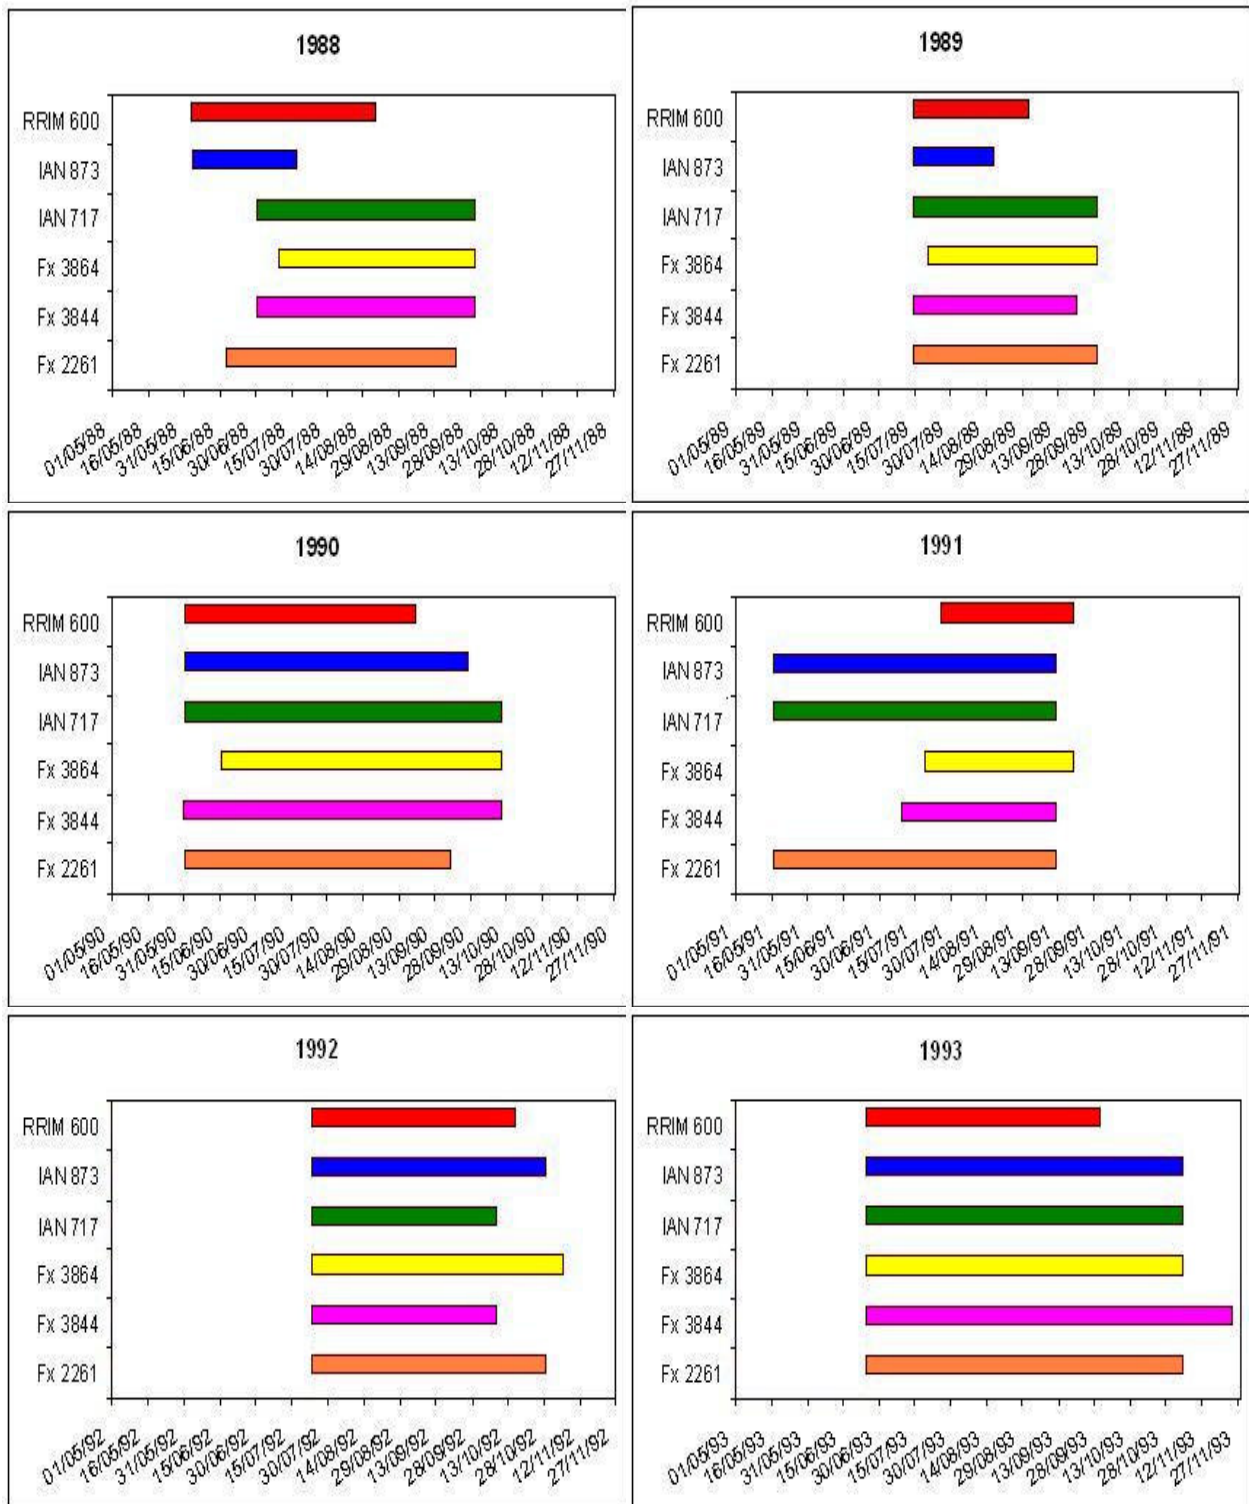 1988
RRIM 600
IAN 873
IAN 717
Fx 3864
Fx 3844
Fx 2261
01/05/88 16/05/88 31/05/88 15/06/88 30/06/88 15/07/88 30/07/88 14/08/88 29/08/88 13/09/88 28/09/88 13/10/88 28/10/88 12/11/88 27/11/88
1989
RRIM 600
IAN 873
IAN 717
Fx 3864
Fx 3844
Fx 2261
01/05/89 16/05/89 31/05/89 15/06/89 30/06/89 15/07/89 30/07/89 14/08/89 29/08/89 13/09/89 28/09/89 13/10/89 28/10/89 12/11/89 27/11/89
1990
RRIM 600
IAN 873
IAN 717
Fx 3864
Fx 3844
Fx 2261
01/05/90 16/05/90 31/05/90 15/06/90 30/06/90 15/07/90 30/07/90 14/08/90 29/08/90 13/09/90 28/09/90 13/10/90 28/10/90 12/11/90 27/11/90
1991
RRIM 600
IAN 873
IAN 717
Fx 3864
Fx 3844
Fx 2261
01/05/91 16/05/91 31/05/91 15/06/91 30/06/91 15/07/91 30/07/91 14/08/91 29/08/91 13/09/91 28/09/91 13/10/91 28/10/91 12/11/91 27/11/91
1992
RRIM 600
IAN 873
IAN 717
Fx 3864
Fx 3844
Fx 2261
01/05/92 16/05/92 31/05/92 15/06/92 30/06/92 15/07/92 30/07/92 14/08/92 29/08/92 13/09/92 28/09/92 13/10/92 28/10/92 12/11/92 27/11/92
1993
RRIM 600
IAN 873
IAN 717
Fx 3864
Fx 3844
Fx 2261
01/05/93 16/05/93 31/05/93 15/06/93 30/06/93 15/07/93 30/07/93 14/08/93 29/08/93 13/09/93 28/09/93 13/10/93 28/10/93 12/11/93 27/11/93